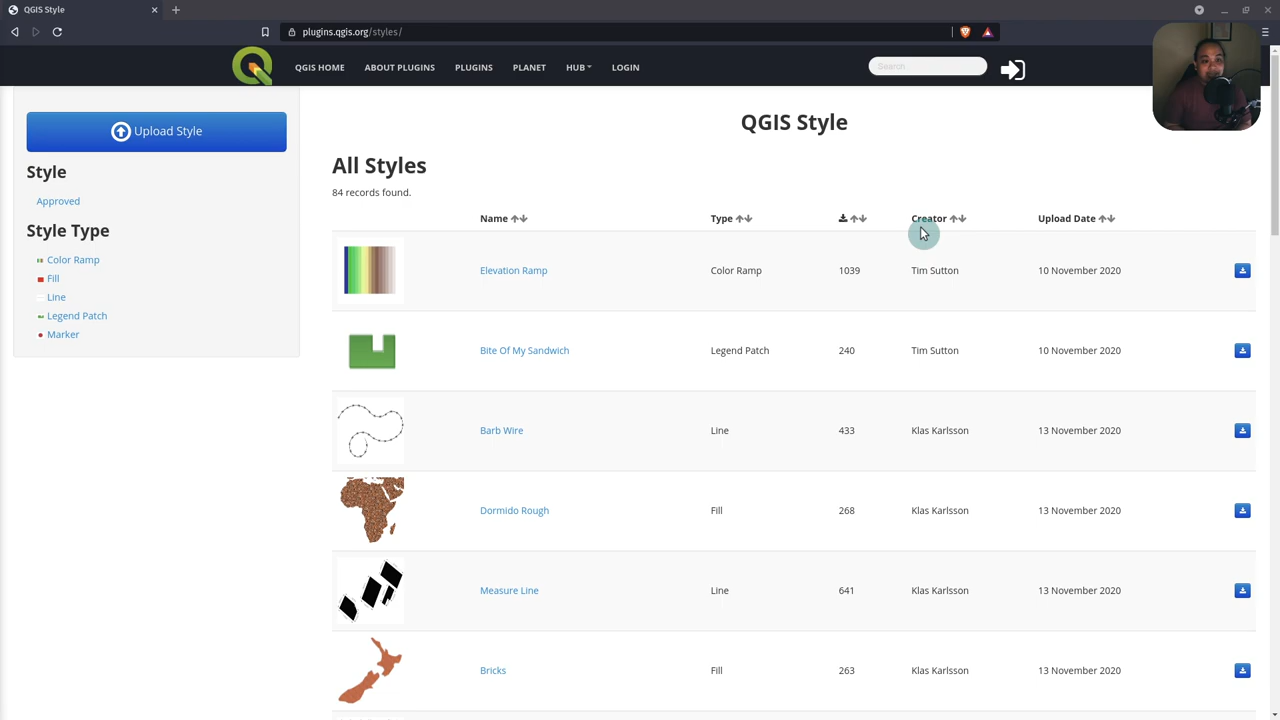 QGIS Style
plugins.qgis.org/styles/
QGIS HOME ABOUT PLUGINS PLUGINS PLANET HUB LOGIN
Search
Upload Style
Style
Approved
Style Type
Color Ramp
Fill
Line
Legend Patch
Marker
QGIS Style
All Styles
84 records found.
Name Type Creator Upload Date
Elevation Ramp Color Ramp 1039 Tim Sutton 10 November 2020
Bite Of My Sandwich Legend Patch 240 Tim Sutton 10 November 2020
Barb Wire Line 433 Klas Karlsson 13 November 2020
Dormido Rough Fill 268 Klas Karlsson 13 November 2020
Measure Line Line 641 Klas Karlsson 13 November 2020
Bricks Fill 263 Klas Karlsson 13 November 2020